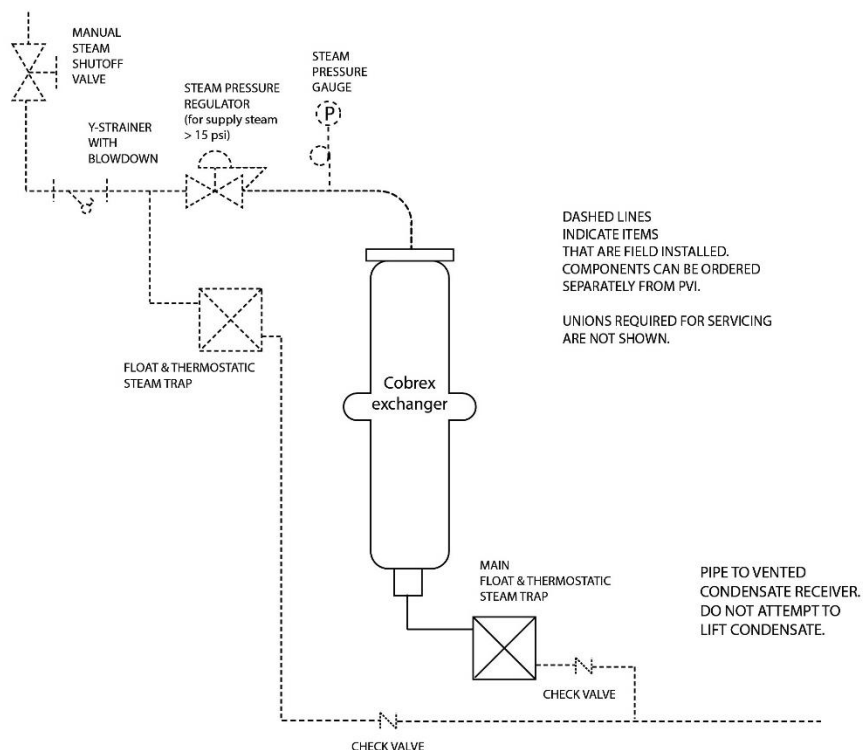 MANUAL
STEAM
SHUTOFF
VALVE
STEAM PRESSURE
REGULATOR
(for supply steam
> 15 psi)
STEAM
PRESSURE
GAUGE
P
Y-STRAINER
WITH
BLOWDOWN
DASHED LINES
INDICATE ITEMS
THAT ARE FIELD INSTALLED.
COMPONENTS CAN BE ORDERED
SEPARATELY FROM PVI.
UNIONS REQUIRED FOR SERVICING
ARE NOT SHOWN.
FLOAT & THERMOSTATIC
STEAM TRAP
Cobrex
exchanger
MAIN
FLOAT & THERMOSTATIC
STEAM TRAP
PIPE TO VENTED
CONDENSATE RECEIVER.
DO NOT ATTEMPT TO
LIFT CONDENSATE.
CHECK VALVE
CHECK VALVE